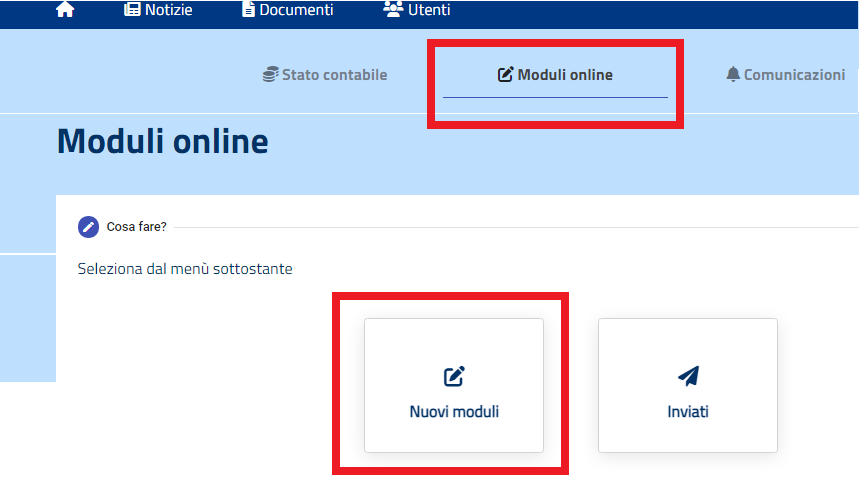 Notizie Documenti Utenti
Stato contabile Moduli online Comunicazioni
Moduli online
Cosa fare?
Seleziona dal menù sottostante
Nuovi moduli Inviati